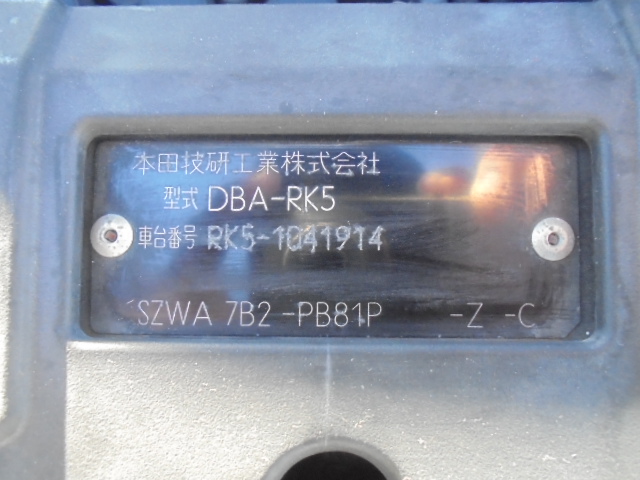 本田技研工業株式会社
型式 DBA-RK5
車台番号 RK5-1041914
SZWA 7B2 -PB81P -Z -C